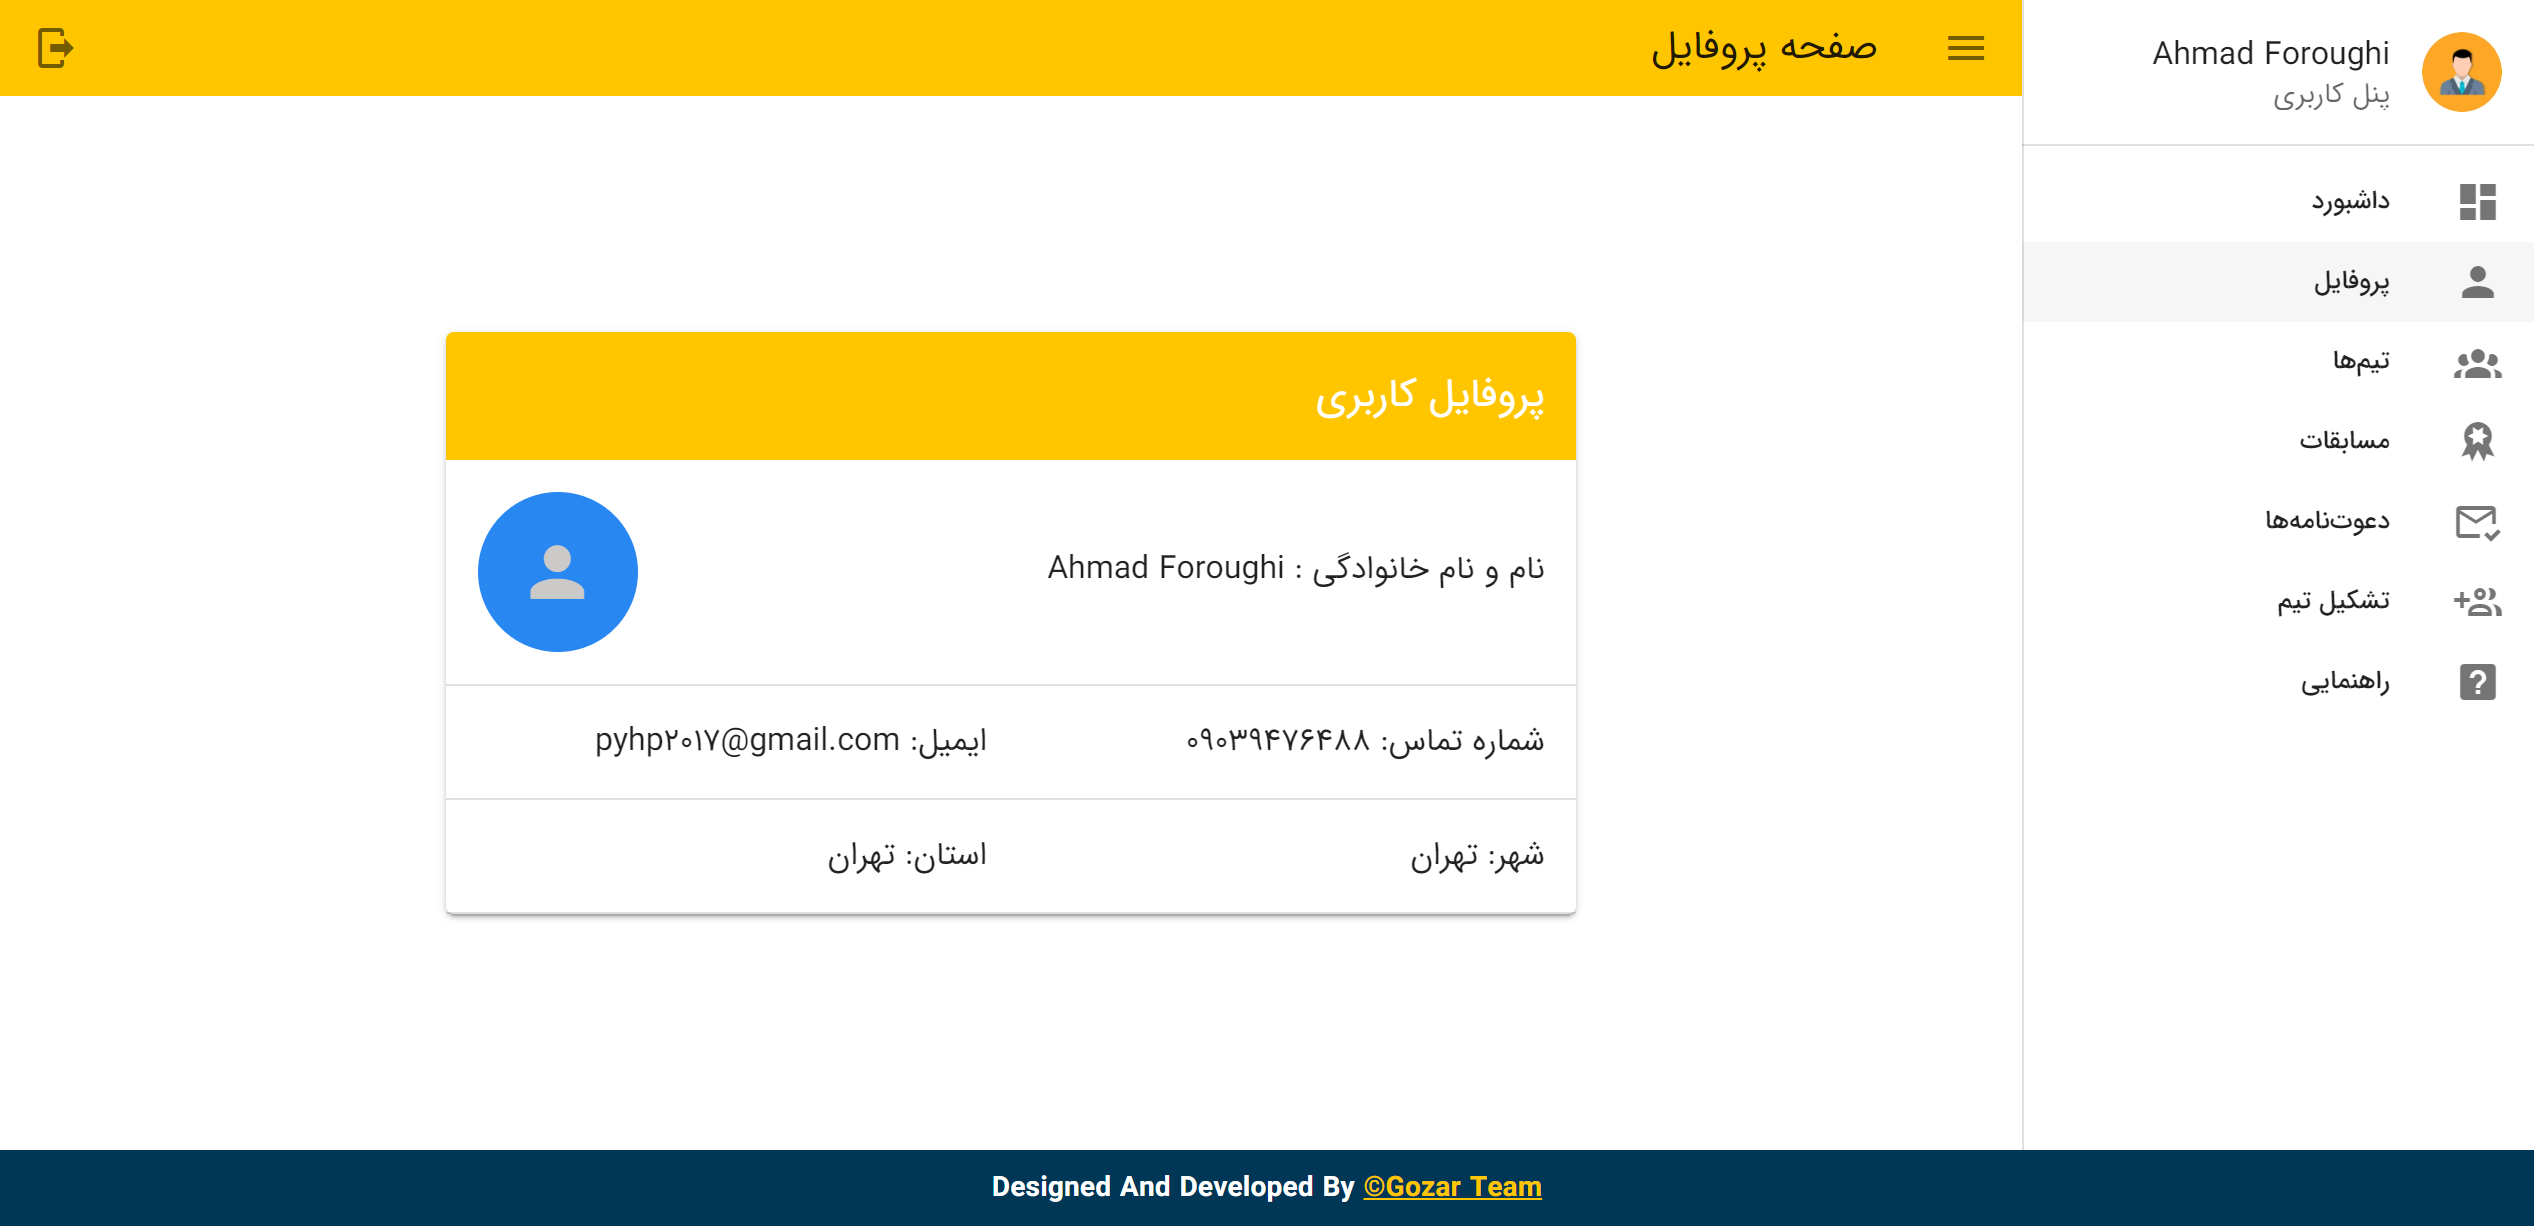 Ahmad Foroughi
پنل کاربری
داشبورد
پروفایل
تیم‌ها
مسابقات
دعوت‌نامه‌ها
تشکیل تیم
راهنمایی
صفحه پروفایل
پروفایل کاربری
نام و نام خانوادگی : Ahmad Foroughi
شماره تماس: ۰۹۰۳۹۴۷۶۴۸۸
ایمیل: pyhp۲۰۱۷@gmail.com
شهر: تهران
استان: تهران
Designed And Developed By ©Gozar Team